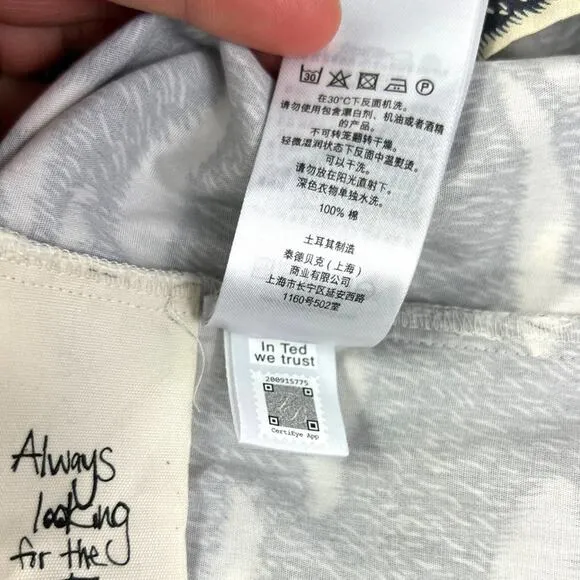 30
P
在30°C下反面机洗。
请勿使用包含漂白剂、机油或者酒精
的产品。
不可转笼翻转干燥。
轻微湿润状态下反面中温熨烫。
可以干洗。
请勿放在阳光直射下。
深色衣物单独水洗。
100% 棉
土耳其制造
泰德贝克（上海）
商业有限公司
上海市长宁区延安西路
1160号502室
In Ted
we trust
200915775
CertiEye App
Always
looking
for the